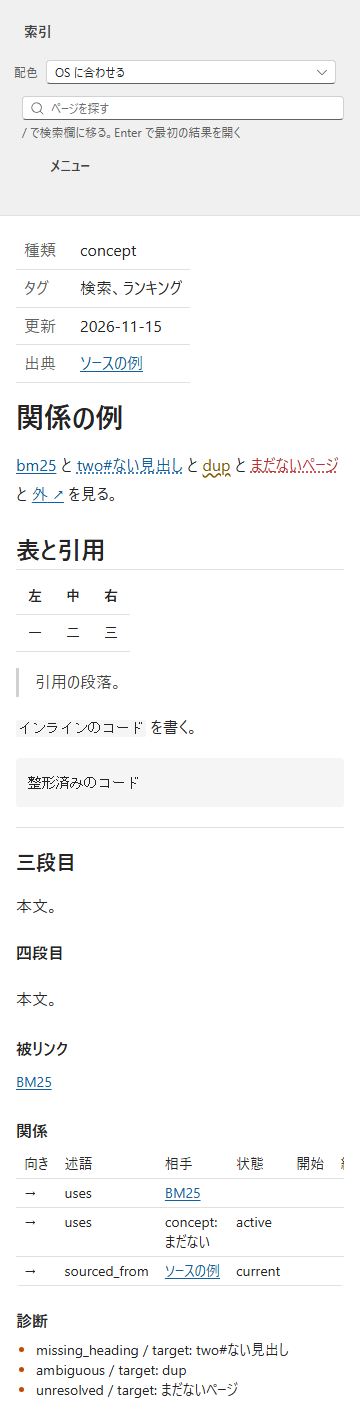 索引
配色 OS に合わせる
ページを探す
/ で検索欄に移る。Enter で最初の結果を開く
メニュー
種類 concept
タグ 検索、ランキング
更新 2026-11-15
出典 ソースの例
関係の例
bm25 と two#ない見出し と dup と まだないページ
と 外 ↗ を見る。
表と引用
左 中 右
一 二 三
引用の段落。
インラインのコード を書く。
整形済みのコード
三段目
本文。
四段目
本文。
被リンク
BM25
関係
向き 述語 相手 状態 開始
→ uses BM25
→ uses concept: active
まだない
→ sourced_from ソースの例 current
診断
missing_heading / target: two#ない見出し
ambiguous / target: dup
unresolved / target: まだないページ